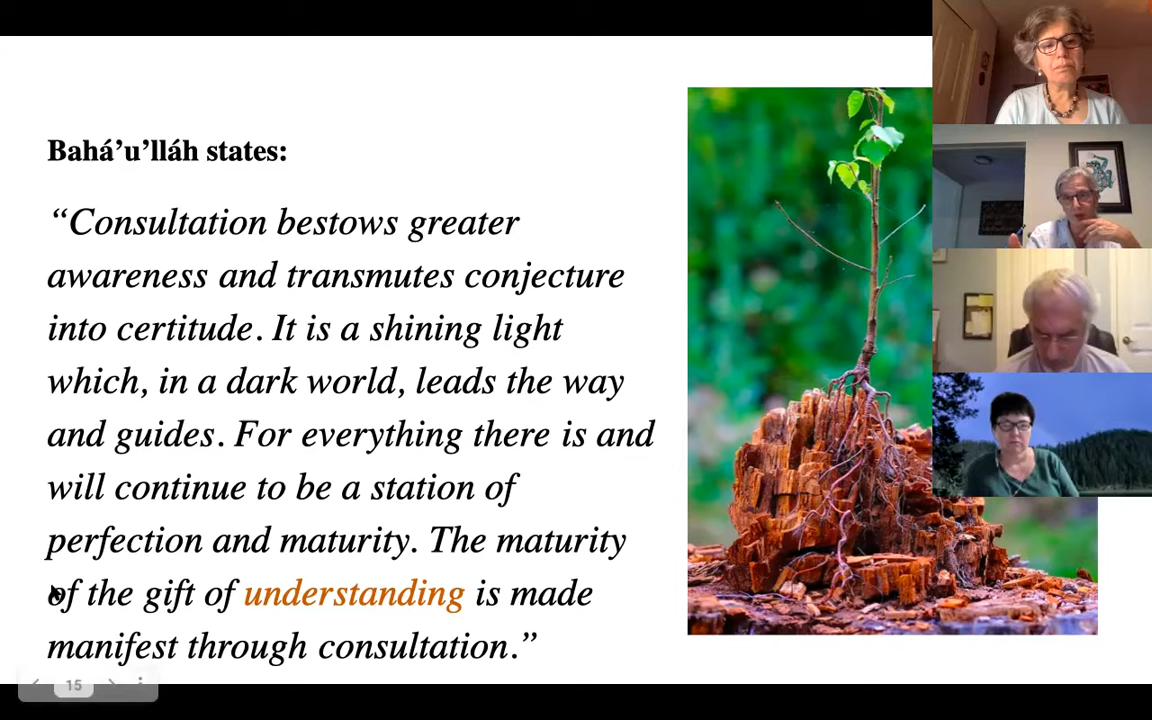 Bahá’u’lláh states:
“Consultation bestows greater
awareness and transmutes conjecture
into certitude. It is a shining light
which, in a dark world, leads the way
and guides. For everything there is and
will continue to be a station of
perfection and maturity. The maturity
of the gift of understanding is made
manifest through consultation.”
15